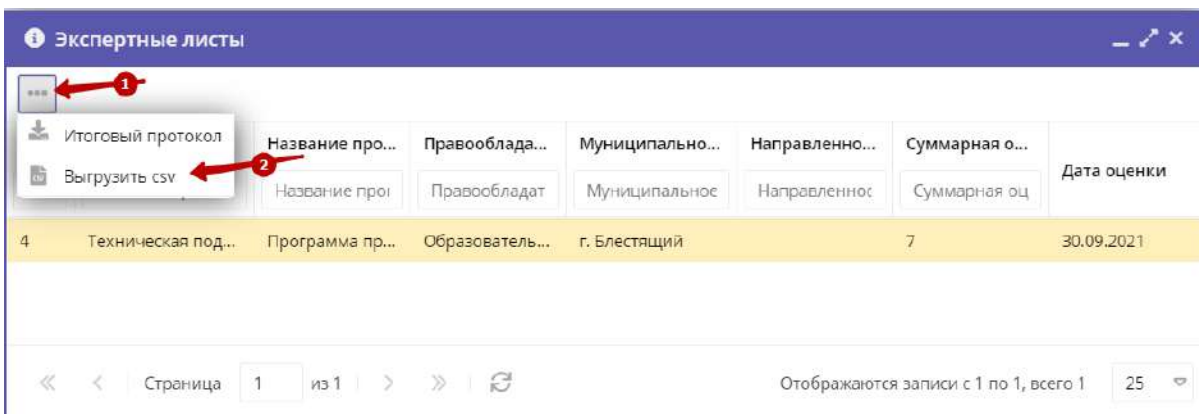 Экспертные листы
1
Итоговый протокол
Выгрузить csv
2
Название про... Правооблада... Муниципально... Направленно... Суммарная о... Дата оценки
Название прог Правообладат Муниципальное Направленнос Суммарная оц
4 Техническая под... Программа пр... Образователь... г. Блестящий 7 30.09.2021
Страница 1 из 1 Отображаются записи с 1 по 1, всего 1 25